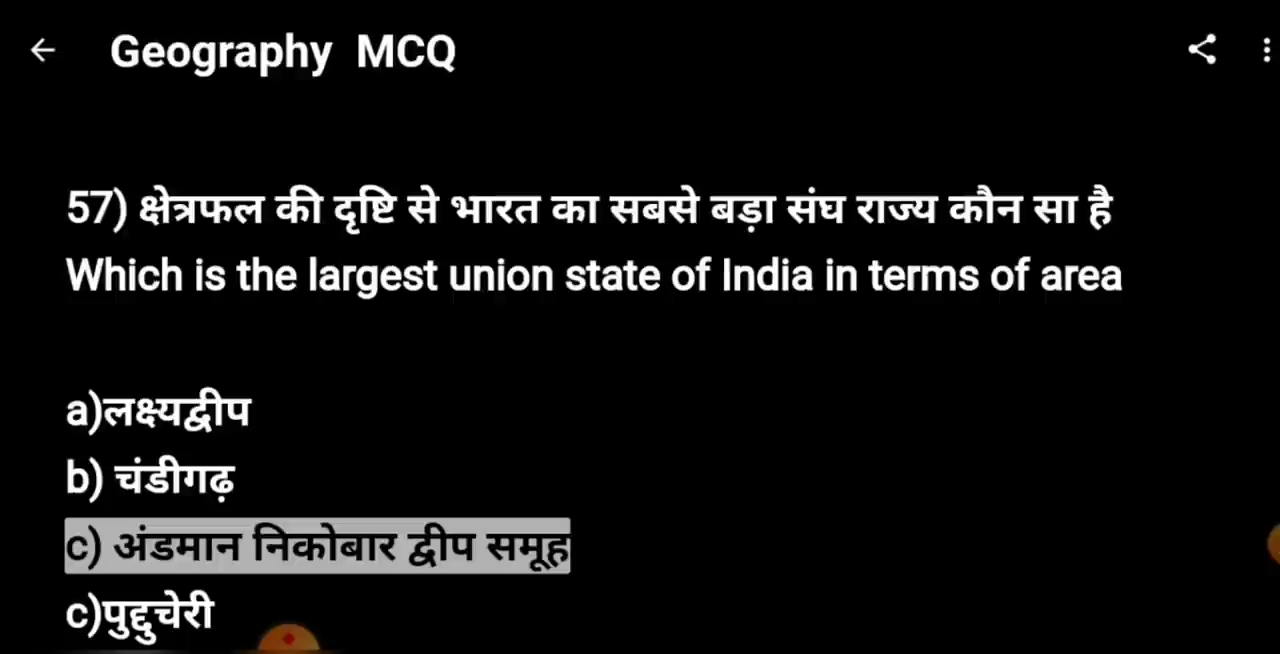 Geography MCQ
57) क्षेत्रफल की दृष्टि से भारत का सबसे बड़ा संघ राज्य कौन सा है
Which is the largest union state of India in terms of area
a)लक्ष्यद्वीप
b) चंडीगढ़
c) अंडमान निकोबार द्वीप समूह
c)पुद्दुचेरी